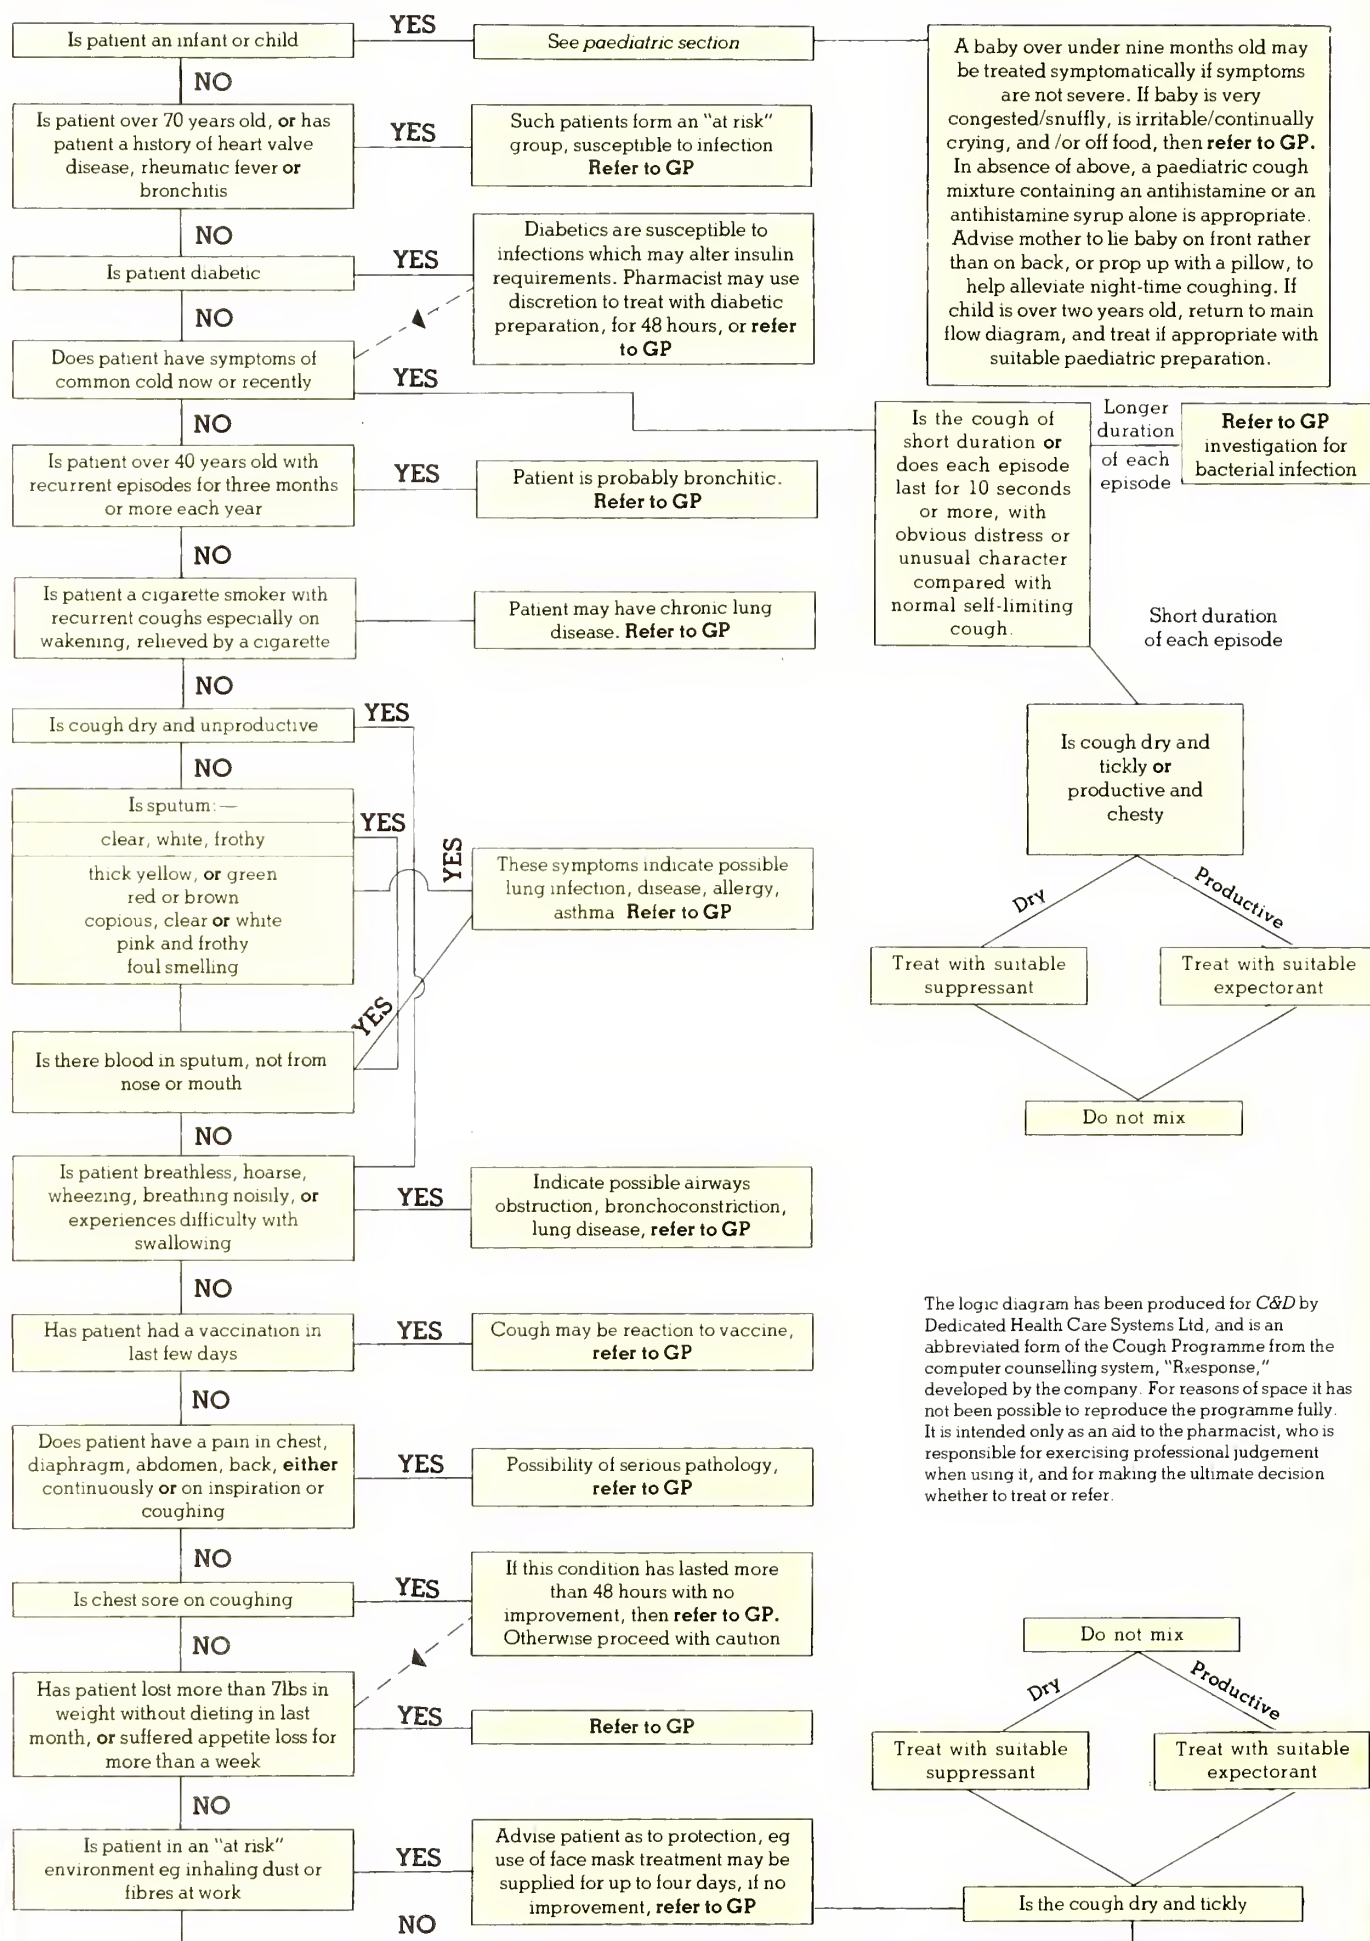 Is patient an infant or child
YES
See paediatric section
NO
Is patient over 70 years old, or has
patient a history of heart valve
disease, rheumatic fever or
bronchitis
YES
Such patients form an "at risk"
group, susceptible to infection
Refer to GP
A baby over under nine months old may
be treated symptomatically if symptoms
are not severe. If baby is very
congested/snuffly, is irritable/continually
crying, and /or off food, then refer to GP.
In absence of above, a paediatric cough
mixture containing an antihistamine or an
antihistamine syrup alone is appropriate.
Advise mother to lie baby on front rather
than on back, or prop up with a pillow, to
help alleviate night-time coughing. If
child is over two years old, return to main
flow diagram, and treat if appropriate with
suitable paediatric preparation.
NO
Is patient diabetic
YES
Diabetics are susceptible to
infections which may alter insulin
requirements. Pharmacist may use
discretion to treat with diabetic
preparation, for 48 hours, or refer
to GP
NO
Does patient have symptoms of
common cold now or recently
YES
Is the cough of
short duration or
does each episode
last for 10 seconds
or more, with
obvious distress or
unusual character
compared with
normal self-limiting
cough.
Longer
duration
of each
episode
Refer to GP
investigation for
bacterial infection
NO
Is patient over 40 years old with
recurrent episodes for three months
or more each year
YES
Patient is probably bronchitic.
Refer to GP
NO
Is patient a cigarette smoker with
recurrent coughs especially on
wakening, relieved by a cigarette
Patient may have chronic lung
disease. Refer to GP
Short duration
of each episode
NO
Is cough dry and unproductive
YES
Is cough dry and
tickly or
productive and
chesty
NO
Is sputum:—
clear, white, frothy
YES
thick yellow, or green
red or brown
copious, clear or white
pink and frothy
foul smelling
YES
These symptoms indicate possible
lung infection, disease, allergy,
asthma Refer to GP
Dry
Productive
Treat with suitable
suppressant
Treat with suitable
expectorant
YES
Is there blood in sputum, not from
nose or mouth
Do not mix
NO
Is patient breathless, hoarse,
wheezing, breathing noisily, or
experiences difficulty with
swallowing
YES
Indicate possible airways
obstruction, bronchoconstriction,
lung disease, refer to GP
NO
Has patient had a vaccination in
last few days
YES
Cough may be reaction to vaccine,
refer to GP
The logic diagram has been produced for C&D by
Dedicated Health Care Systems Ltd, and is an
abbreviated form of the Cough Programme from the
computer counselling system, "Rxesponse,"
developed by the company. For reasons of space it has
not been possible to reproduce the programme fully.
It is intended only as an aid to the pharmacist, who is
responsible for exercising professional judgement
when using it, and for making the ultimate decision
whether to treat or refer.
NO
Does patient have a pain in chest,
diaphragm, abdomen, back, either
continuously or on inspiration or
coughing
YES
Possibility of serious pathology,
refer to GP
NO
Is chest sore on coughing
YES
If this condition has lasted more
than 48 hours with no
improvement, then refer to GP.
Otherwise proceed with caution
NO
Has patient lost more than 7lbs in
weight without dieting in last
month, or suffered appetite loss for
more than a week
YES
Refer to GP
Do not mix
Dry
Productive
Treat with suitable
suppressant
Treat with suitable
expectorant
NO
Is patient in an "at risk"
environment eg inhaling dust or
fibres at work
YES
Advise patient as to protection, eg
use of face mask treatment may be
supplied for up to four days, if no
improvement, refer to GP
Is the cough dry and tickly
NO